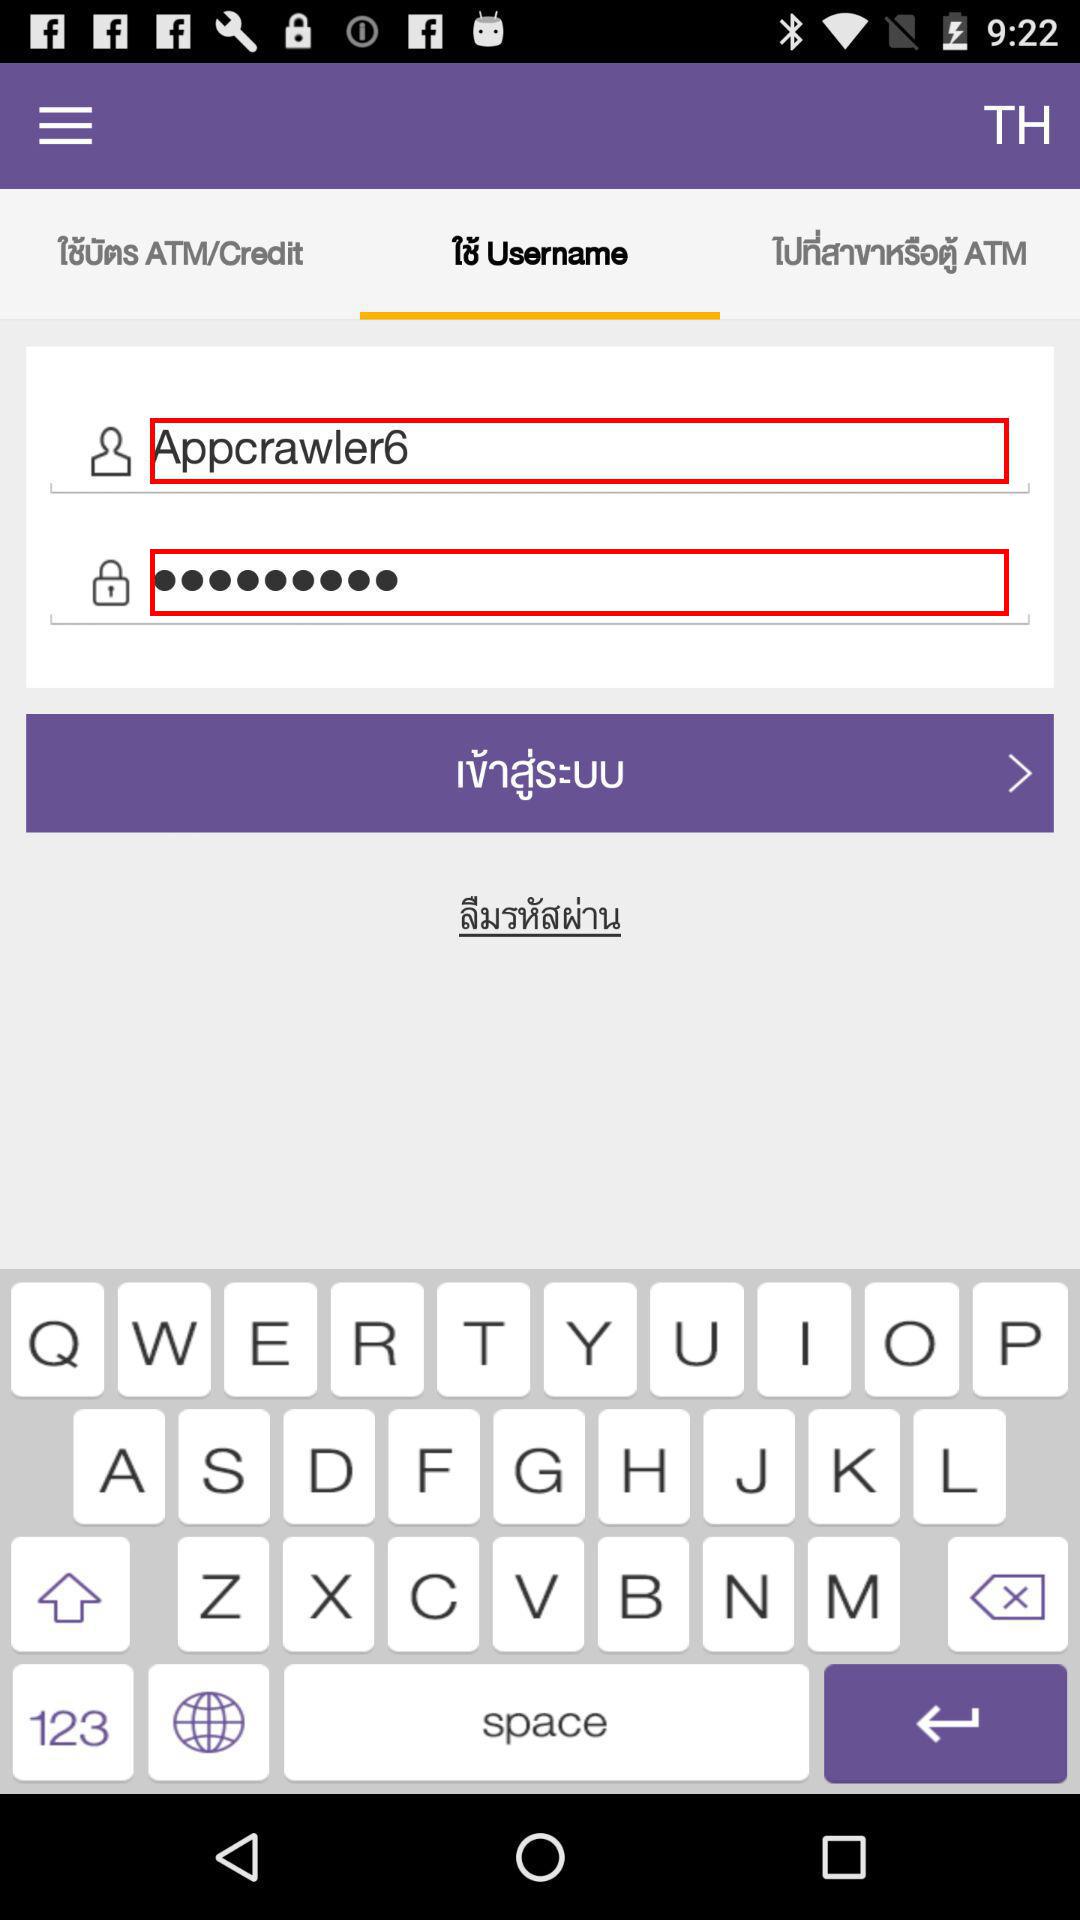 9:22
TH
ใช้บัตร ATM/Credit
ใช้ Username
ไปที่สาขาหรือตู้ ATM
Appcrawler6
เข้าสู่ระบบ
ลืมรหัสผ่าน
Q W E R T Y U I O P
A S D F G H J K L
Z X C V B N M
123 space